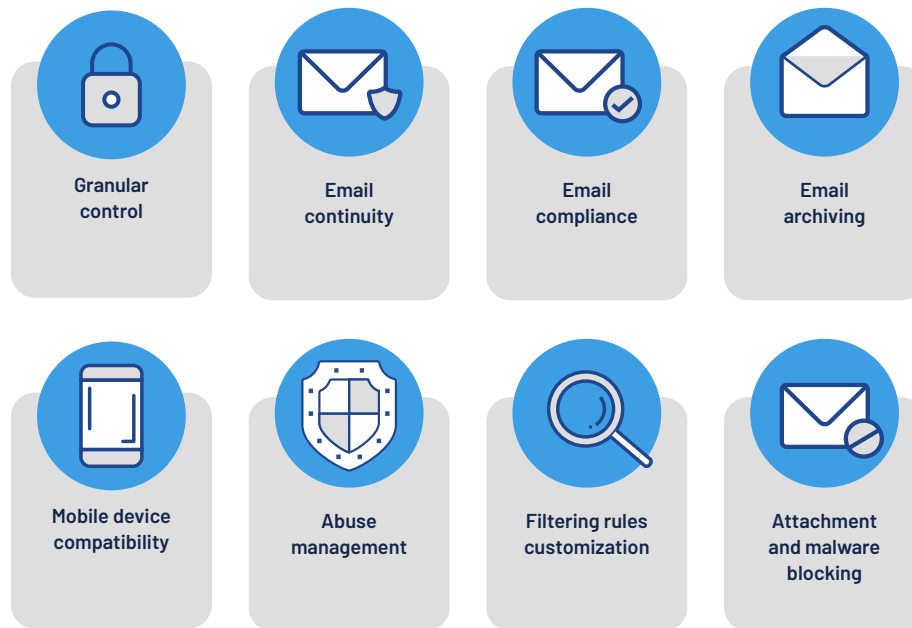 Granular
control
Email
continuity
Email
compliance
Email
archiving
Mobile device
compatibility
Abuse
management
Filtering rules
customization
Attachment
and malware
blocking